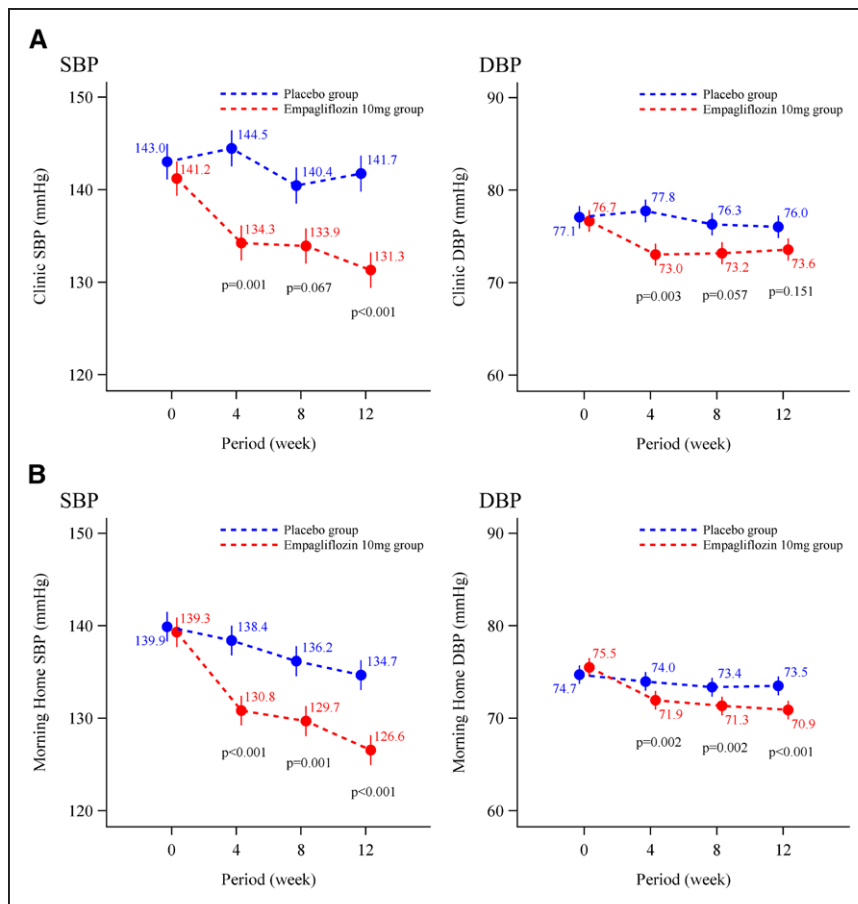 A
SBP
Placebo group
Empagliflozin 10mg group
150
140
130
120
Clinic SBP (mmHg)
143.0
144.5
140.4
141.7
141.2
134.3
133.9
131.3
p=0.001
p=0.067
p<0.001
0 4 8 12
Period (week)
DBP
Placebo group
Empagliflozin 10mg group
90
80
70
60
Clinic DBP (mmHg)
77.1
77.8
76.3
76.0
76.7
73.0
73.2
73.6
p=0.003
p=0.057
p=0.151
0 4 8 12
Period (week)
B
SBP
Placebo group
Empagliflozin 10mg group
150
140
130
120
Morning Home SBP (mmHg)
139.9
138.4
136.2
134.7
139.3
130.8
129.7
126.6
p<0.001
p=0.001
p<0.001
0 4 8 12
Period (week)
DBP
Placebo group
Empagliflozin 10mg group
90
80
70
60
Morning Home DBP (mmHg)
74.7
74.0
73.4
73.5
75.5
71.9
71.3
70.9
p=0.002
p=0.002
p<0.001
0 4 8 12
Period (week)